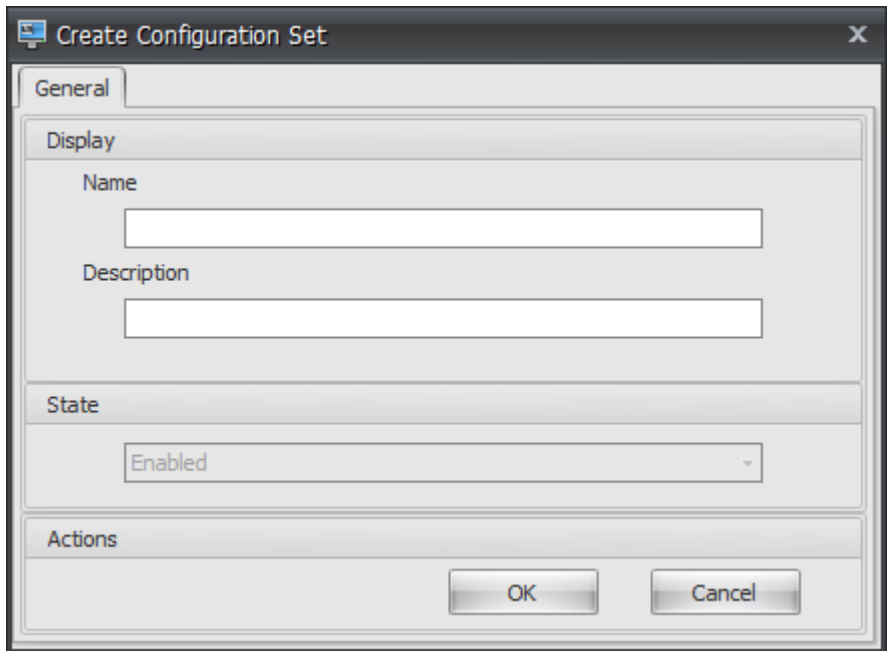 Create Configuration Set
General
Display
Name
Description
State
Enabled
Actions
OK Cancel